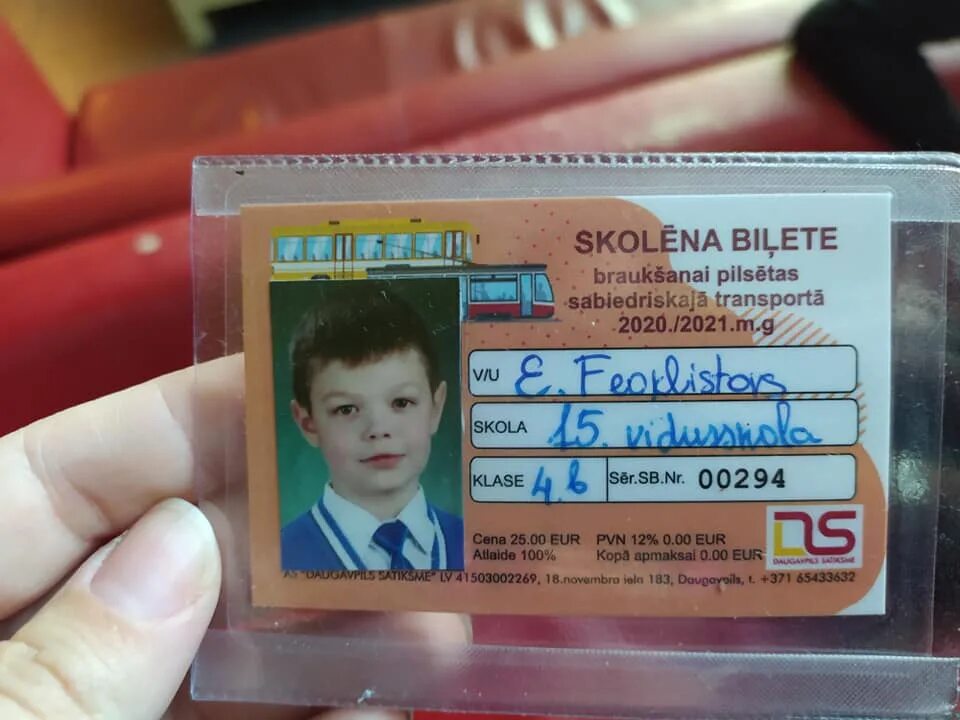 SKOLĒNA BIĻETE
braukšanai pilsētas
sabiedriskajā transportā
2020./2021.m.g
V/U E. Feoklistovs
SKOLA 15. vidusskola
KLASE 4.b Sēr.SB.Nr. 00294
Cena 25.00 EUR PVN 12% 0.00 EUR
Atlaide 100% Kopā apmaksai 0.00 EUR
DS
DAUGAVPILS SATIKSME
AS "DAUGAVPILS SATIKSME" LV 41503002269, 18.novembra iela 183, Daugavpils, t. +371 65433632